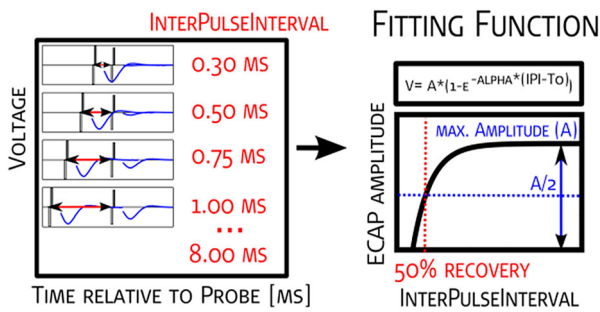 InterPulseInterval
Fitting Function
Voltage
0.30 ms
0.50 ms
0.75 ms
1.00 ms
...
8.00 ms
Time relative to Probe [ms]
V= A*(1-e^-alpha*(IPI-To))
ECAP amplitude
max. Amplitude (A)
A/2
50% recovery
InterPulseInterval